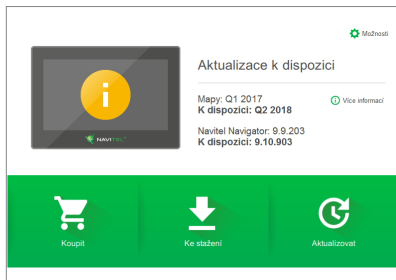 Možnosti
Aktualizace k dispozici
Mapy: Q1 2017
K dispozici: Q2 2018
Více informací
Navitel Navigator: 9.9.203
K dispozici: 9.10.903
NAVITEL
Koupit
Ke stažení
Aktualizovat